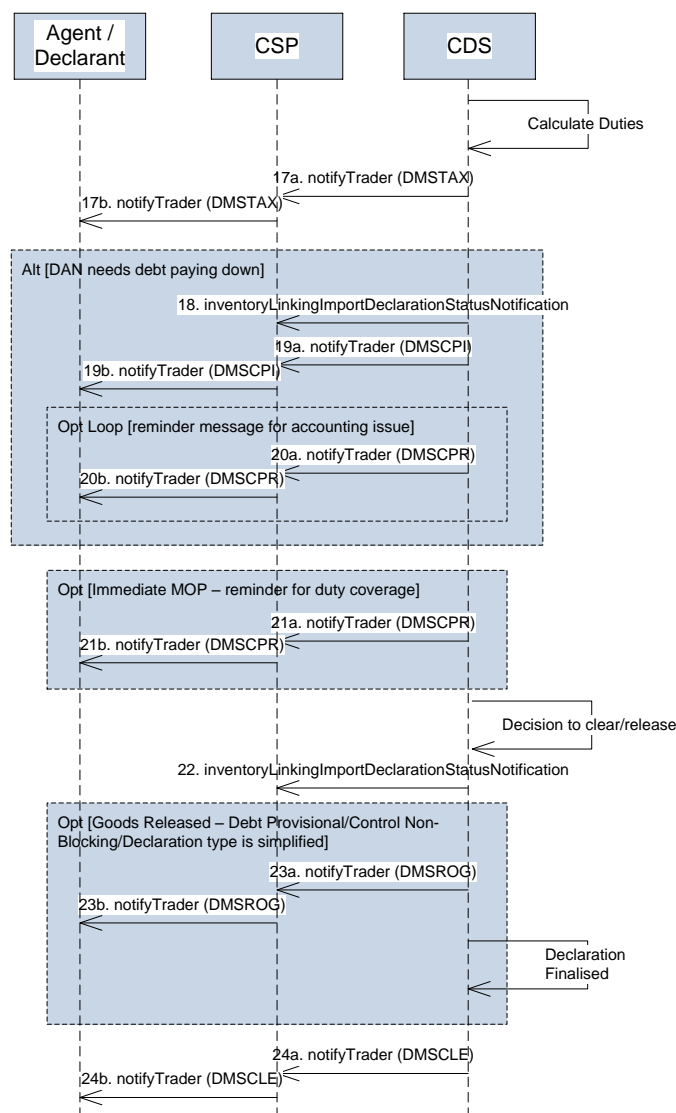 Agent /
Declarant
CSP
CDS
Calculate Duties
17a. notifyTrader (DMSTAX)
17b. notifyTrader (DMSTAX)
Alt [DAN needs debt paying down]
18. inventoryLinkingImportDeclarationStatusNotification
19a. notifyTrader (DMSCPI)
19b. notifyTrader (DMSCPI)
Opt Loop [reminder message for accounting issue]
20a. notifyTrader (DMSCPR)
20b. notifyTrader (DMSCPR)
Opt [Immediate MOP – reminder for duty coverage]
21a. notifyTrader (DMSCPR)
21b. notifyTrader (DMSCPR)
Decision to clear/release
22. inventoryLinkingImportDeclarationStatusNotification
Opt [Goods Released – Debt Provisional/Control Non-
Blocking/Declaration type is simplified]
23a. notifyTrader (DMSROG)
23b. notifyTrader (DMSROG)
Declaration
Finalised
24a. notifyTrader (DMSCLE)
24b. notifyTrader (DMSCLE)